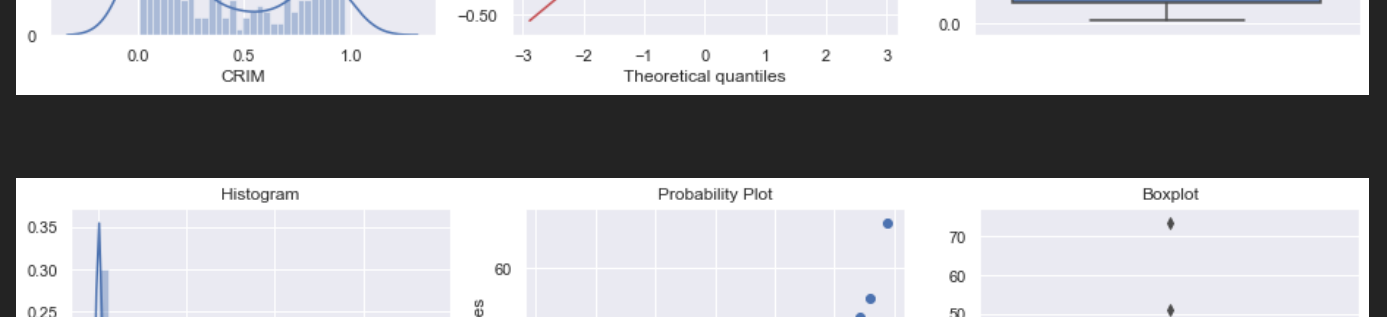 0
0.0 0.5 1.0
CRIM
−0.50
−3 −2 −1 0 1 2 3
Theoretical quantiles
0.0
Histogram
0.35
0.30
0.25
Probability Plot
60
es
Boxplot
70
60
50